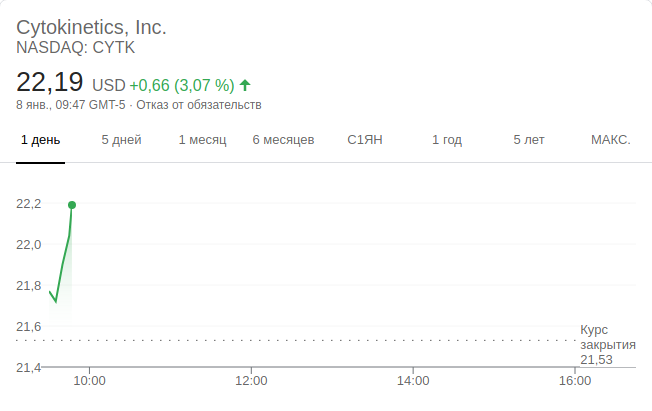 Cytokinetics, Inc.
NASDAQ: CYTK
22,19 USD +0,66 (3,07 %)
8 янв., 09:47 GMT-5 · Отказ от обязательств
1 день 5 дней 1 месяц 6 месяцев С1ЯН 1 год 5 лет МАКС.
22,2
22,0
21,8
21,6
21,4
Курс
закрытия
21,53
10:00 12:00 14:00 16:00